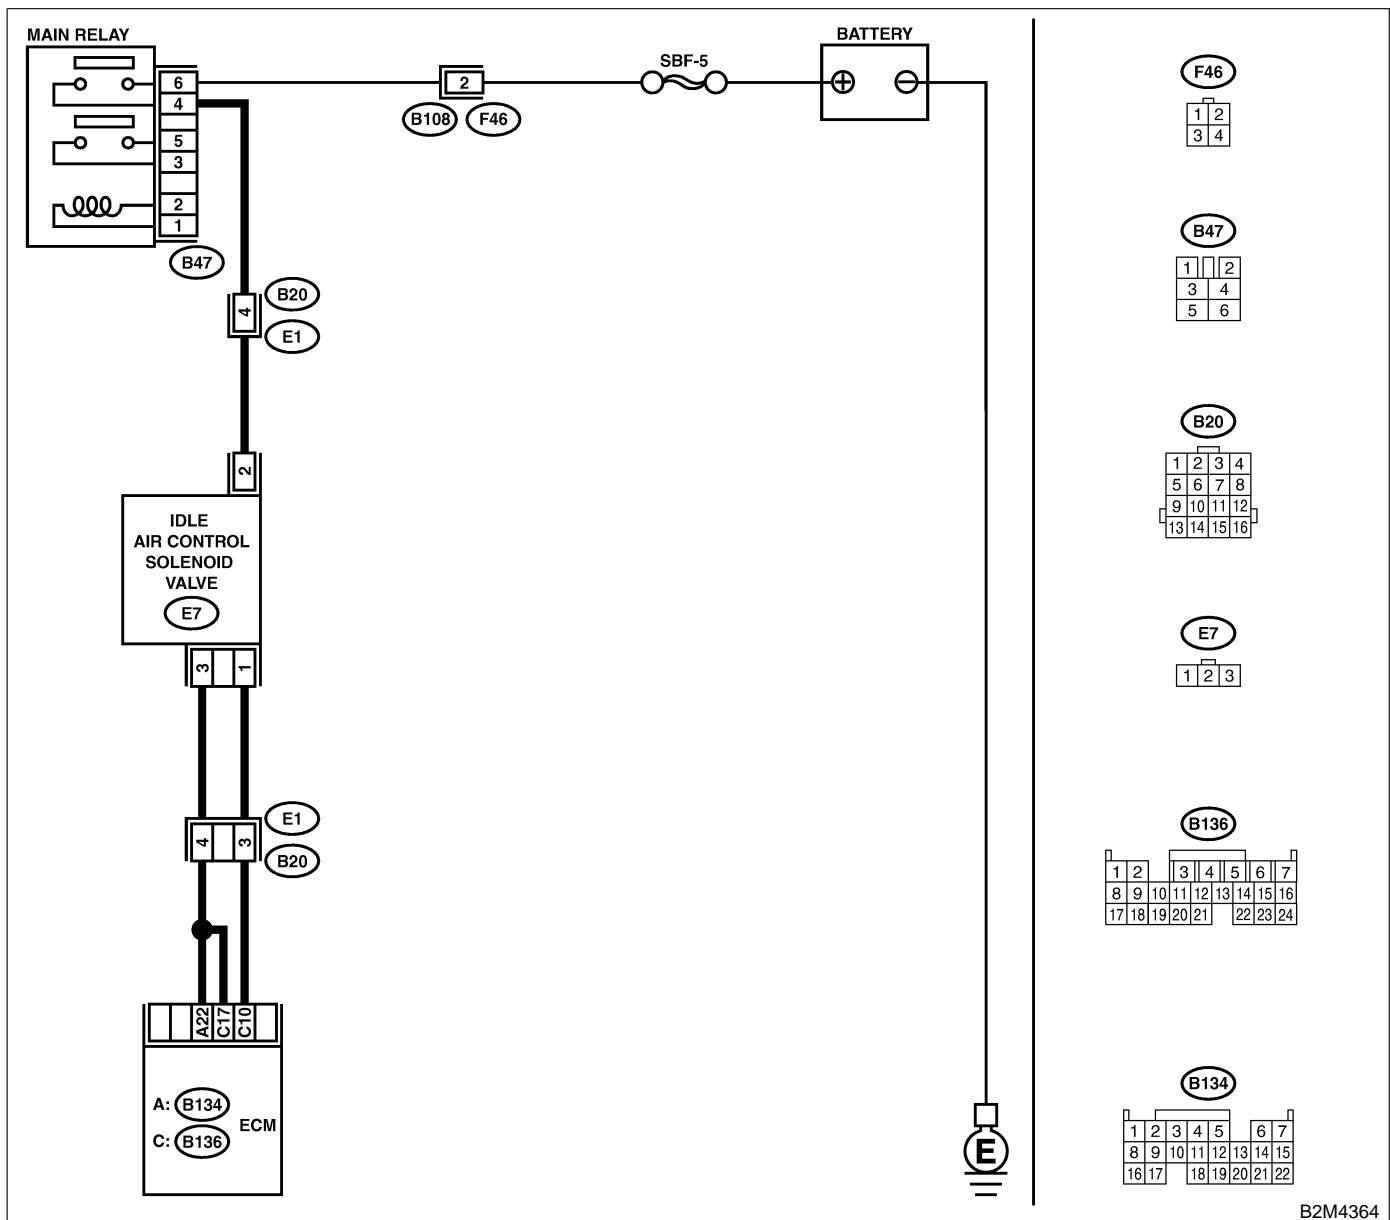 MAIN RELAY
BATTERY
SBF-5
6
4
5
3
2
1
B47
2
B108 F46
4
B20
E1
2
IDLE
AIR CONTROL
SOLENOID
VALVE
E7
3 1
E1
4 3
B20
A22 C17 C10
A: B134
C: B136
ECM
E
F46
1 2
3 4
B47
1 2
3 4
5 6
B20
1 2 3 4
5 6 7 8
9 10 11 12
13 14 15 16
E7
1 2 3
B136
1 2 3 4 5 6 7
8 9 10 11 12 13 14 15 16
17 18 19 20 21 22 23 24
B134
1 2 3 4 5 6 7
8 9 10 11 12 13 14 15
16 17 18 19 20 21 22
B2M4364